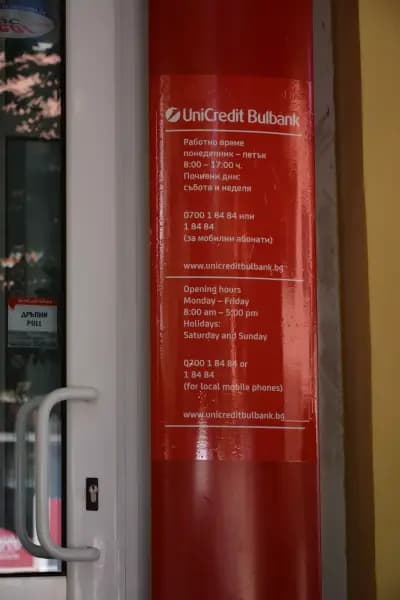 UniCredit Bulbank
Работно време
понеделник – петък
8:00 – 17:00 ч.
Почивни дни:
събота и неделя
0700 1 84 84 или
1 84 84
(за мобилни абонати)
www.unicreditbulbank.bg
Opening hours
Monday – Friday
8:00 am – 5:00 pm
Holidays:
Saturday and Sunday
0700 1 84 84 or
1 84 84
(for local mobile phones)
www.unicreditbulbank.bg
ДРЪПНИ
PULL